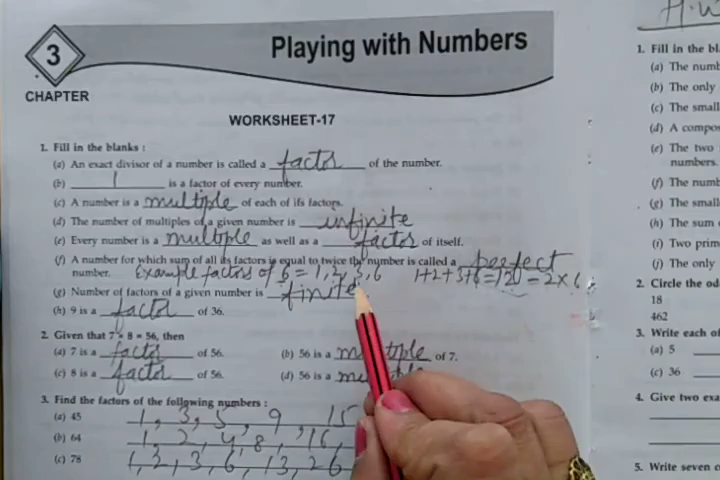 3
Playing with Numbers
CHAPTER
WORKSHEET-17
1. Fill in the blanks :
(a) An exact divisor of a number is called a factor of the number.
(b) 1 is a factor of every number.
(c) A number is a multiple of each of its factors.
(d) The number of multiples of a given number is infinite
(e) Every number is a multiple as well as a factor of itself.
(f) A number for which sum of all its factors is equal to twice the number is called a perfect
number. Example factors of 6 = 1, 2, 3, 6 1+2+3+6=12 = 2×6
(g) Number of factors of a given number is finite
(h) 9 is a factor of 36.
2. Given that 7 × 8 = 56, then
(a) 7 is a factor of 56. (b) 56 is a multiple of 7.
(c) 8 is a factor of 56. (d) 56 is a
3. Find the factors of the following numbers :
(a) 45 1, 3, 5, 9, 15
(b) 64 1, 2, 4, 8, 16,
(c) 78 1, 2, 3, 6, 13, 26
H.W
1. Fill in the bl
(a) The numb
(b) The only
(c) The small
(d) A compo
(e) The two
numbers.
(f) The numb
(g) The small
(h) The sum
(i) Two prim
(j) The only
2. Circle the od
18
462
3. Write each of
(a) 5
(c) 36
4. Give two exa
5. Write seven c